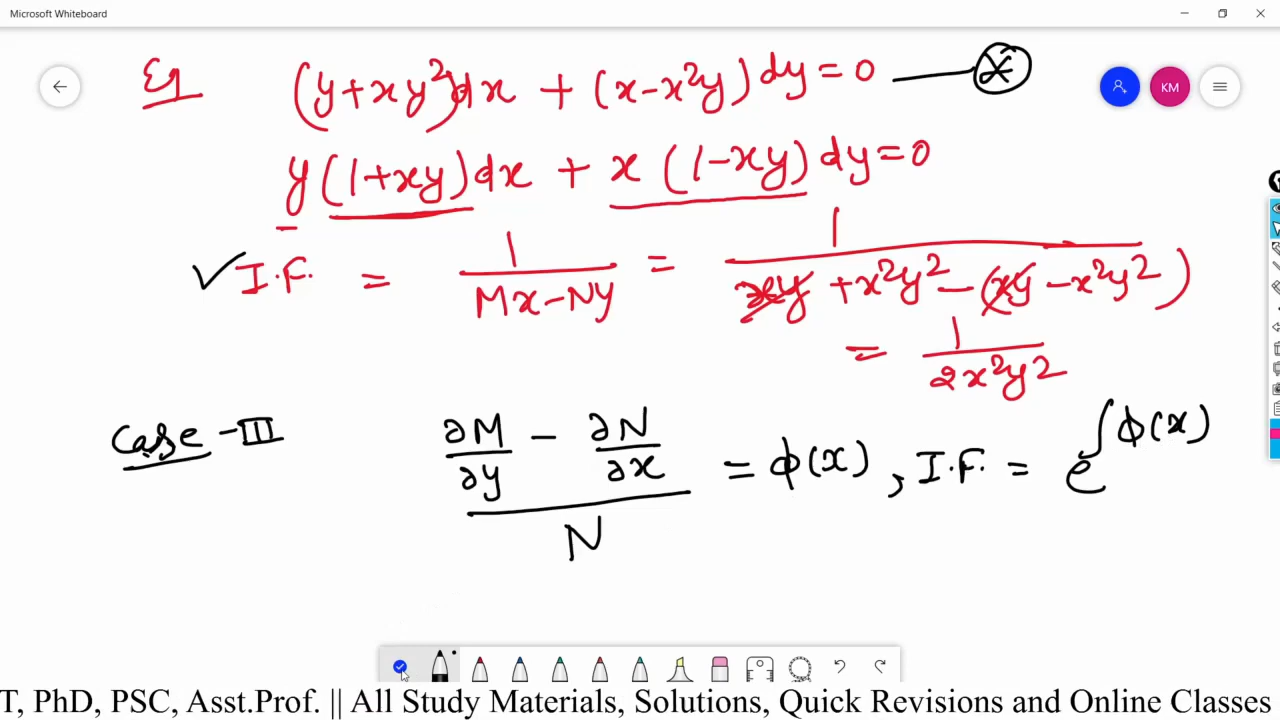 Microsoft Whiteboard
Eg (y+xy²)dx + (x-x²y)dy=0 —
y(1+xy)dx + x(1-xy)dy=0
✓ I.F. = 1/(Mx-Ny) = 1/(xy+x²y²-(xy-x²y²))
= 1/(2x²y²)
Case-III (∂M/∂y - ∂N/∂x)/N = φ(x), I.F. = e^∫φ(x)
KM
T, PhD, PSC, Asst.Prof. || All Study Materials, Solutions, Quick Revisions and Online Classes